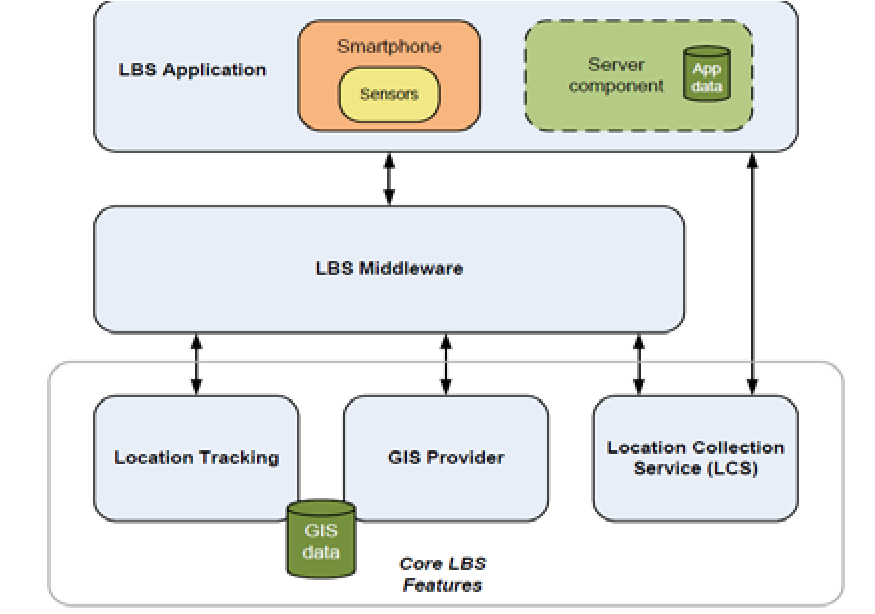 LBS Application
Smartphone
Sensors
Server
component
App
data
LBS Middleware
Location Tracking
GIS Provider
Location Collection
Service (LCS)
GIS
data
Core LBS
Features